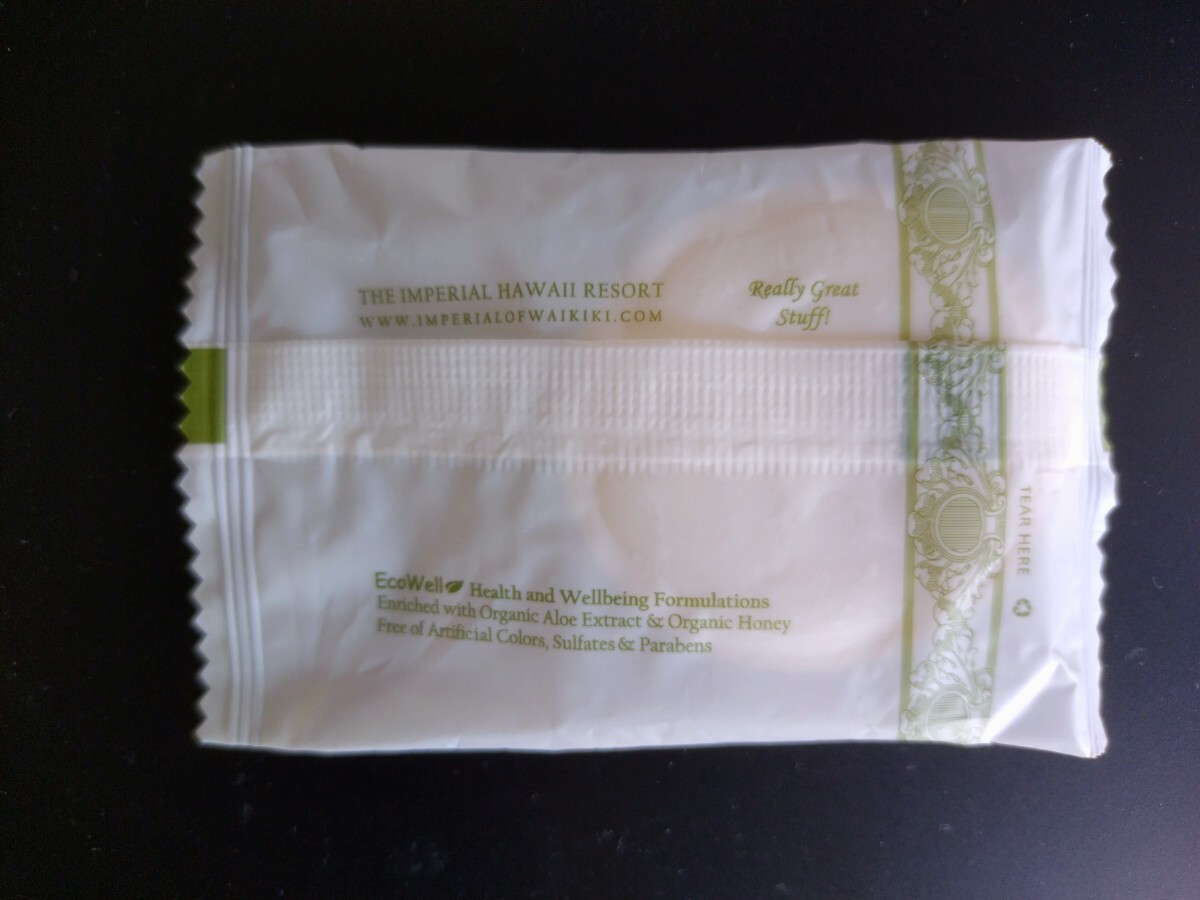 THE IMPERIAL HAWAII RESORT
WWW.IMPERIALOFWAIKIKI.COM
Really Great
Stuff!
TEAR HERE
EcoWell Health and Wellbeing Formulations
Enriched with Organic Aloe Extract & Organic Honey
Free of Artificial Colors, Sulfates & Parabens